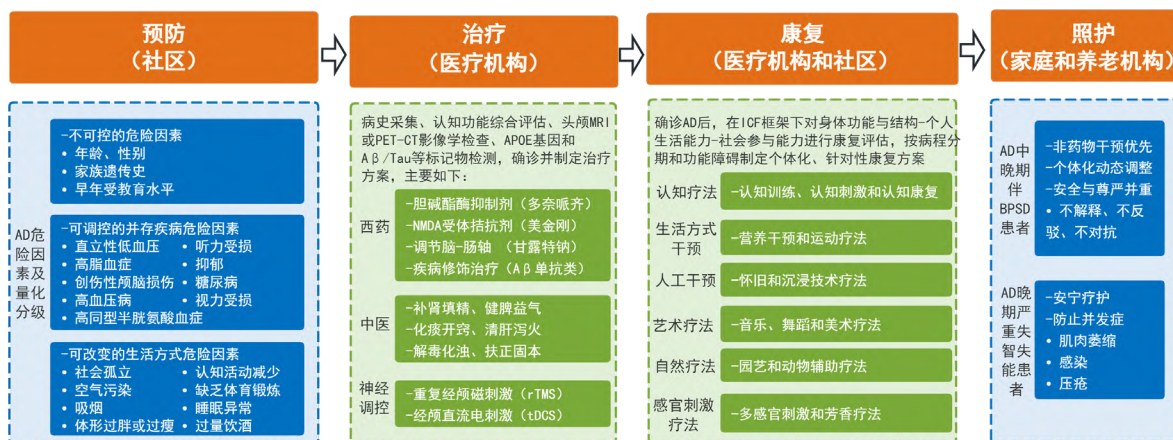 预防
（社区）
AD危
险因
素及
量化
分级
–不可控的危险因素
• 年龄、性别
• 家族遗传史
• 早年受教育水平
–可调控的并存疾病危险因素
• 直立性低血压 • 听力受损
• 高脂血症 • 抑郁
• 创伤性颅脑损伤 • 糖尿病
• 高血压病 • 视力受损
• 高同型半胱氨酸血症
–可改变的生活方式危险因素
• 社会孤立 • 认知活动减少
• 空气污染 • 缺乏体育锻炼
• 吸烟 • 睡眠异常
• 体形过胖或过瘦 • 过量饮酒
治疗
（医疗机构）
病史采集、认知功能综合评估、头颅MRI
或PET-CT影像学检查、APOE基因和
Aβ/Tau等标记物检测，确诊并制定治疗
方案，主要如下：
西药
–胆碱酯酶抑制剂（多奈哌齐）
–NMDA受体拮抗剂（美金刚）
–调节脑-肠轴（甘露特钠）
–疾病修饰治疗（Aβ单抗类）
中医
–补肾填精、健脾益气
–化痰开窍、清肝泻火
–解毒化浊、扶正固本
神经
调控
–重复经颅磁刺激（rTMS）
–经颅直流电刺激（tDCS）
康复
（医疗机构和社区）
确诊AD后，在ICF框架下对身体功能与结构-个人
生活能力-社会参与能力进行康复评估，按病程分
期和功能障碍制定个体化、针对性康复方案
认知疗法
–认知训练、认知刺激和认知康复
生活方式
干预
–营养干预和运动疗法
人工干预
–怀旧和沉浸技术疗法
艺术疗法
–音乐、舞蹈和美术疗法
自然疗法
–园艺和动物辅助疗法
感官刺激
疗法
–多感官刺激和芳香疗法
照护
（家庭和养老机构）
AD中
晚期
伴
BPSD
患者
–非药物干预优先
–个体化动态调整
–安全与尊严并重
• 不解释、不反
驳、不对抗
AD晚
期严
重失
智失
能患
者
–安宁疗护
–防止并发症
• 肌肉萎缩
• 感染
• 压疮